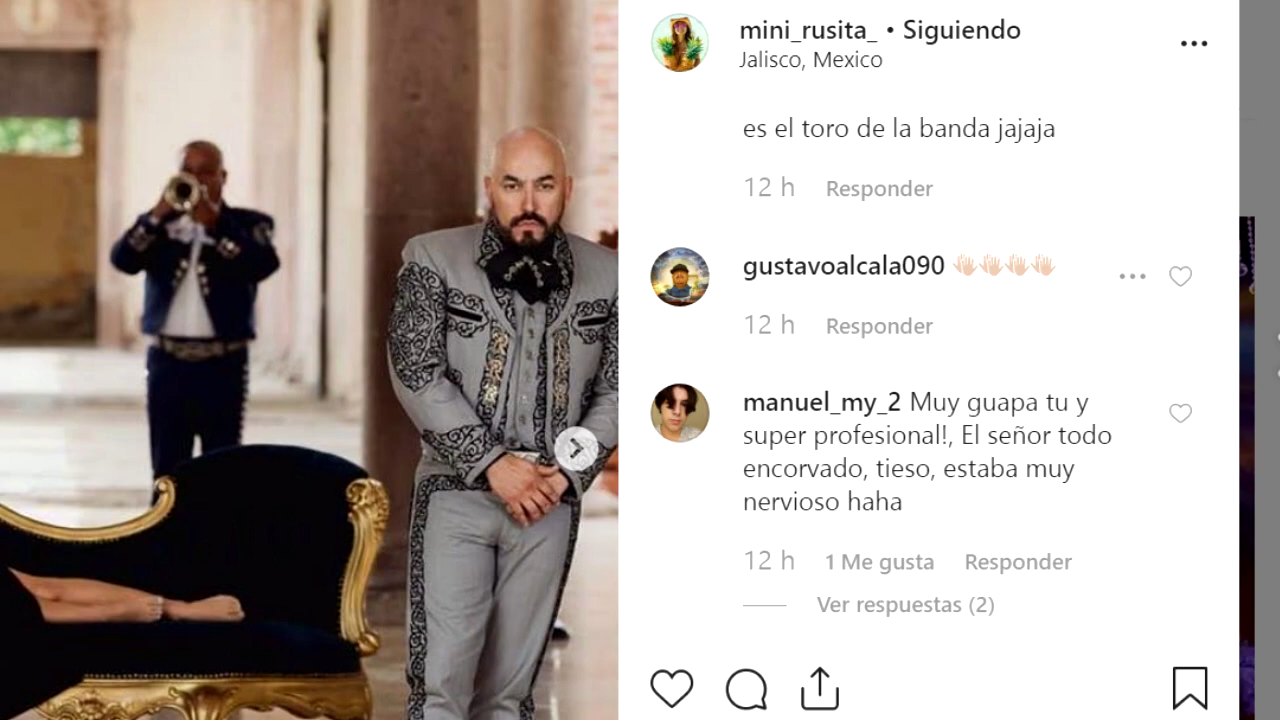 mini_rusita_ • Siguiendo
Jalisco, Mexico
es el toro de la banda jajaja
12 h Responder
gustavoalcala090 👋🏻👋🏻👋🏻👋🏻
12 h Responder
manuel_my_2 Muy guapa tu y
super profesional!, El señor todo
encorvado, tieso, estaba muy
nervioso haha
12 h 1 Me gusta Responder
Ver respuestas (2)